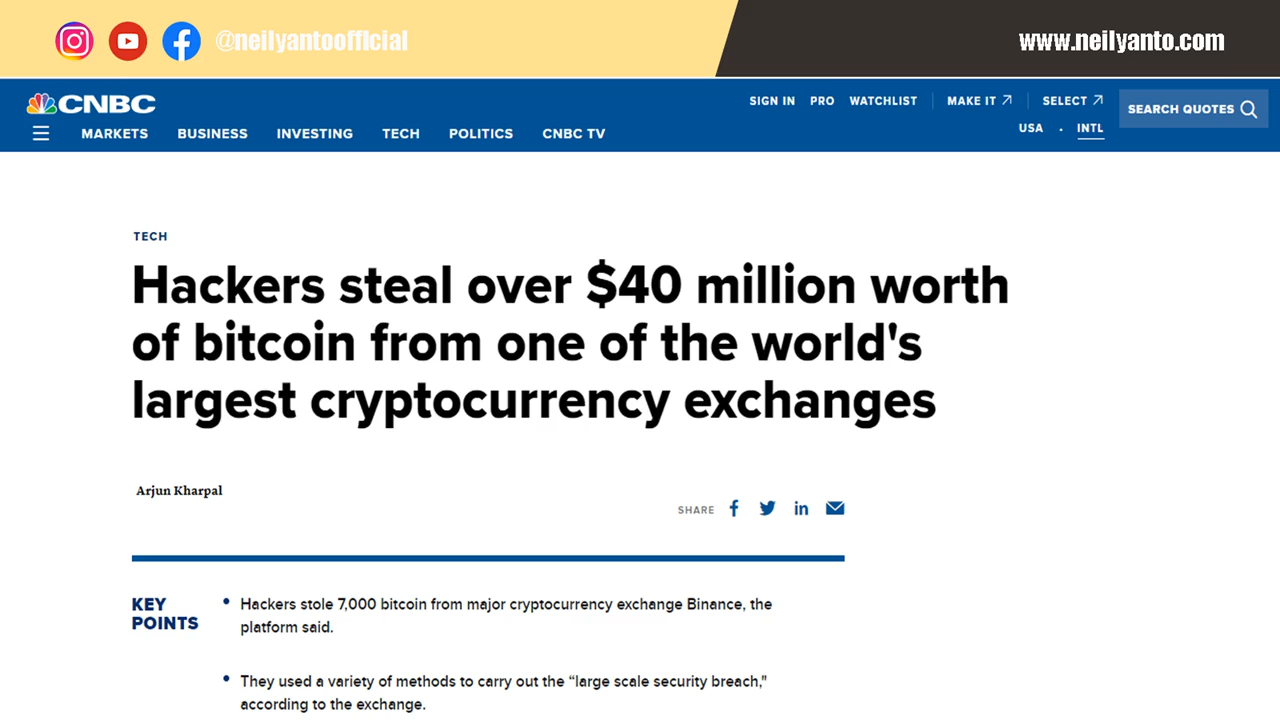 @neilyantoofficial
www.neilyanto.com
CNBC
SIGN IN PRO WATCHLIST MAKE IT SELECT
SEARCH QUOTES
USA . INTL
MARKETS BUSINESS INVESTING TECH POLITICS CNBC TV
TECH
Hackers steal over $40 million worth
of bitcoin from one of the world's
largest cryptocurrency exchanges
Arjun Kharpal
SHARE
KEY
POINTS
• Hackers stole 7,000 bitcoin from major cryptocurrency exchange Binance, the
platform said.
• They used a variety of methods to carry out the “large scale security breach,"
according to the exchange.